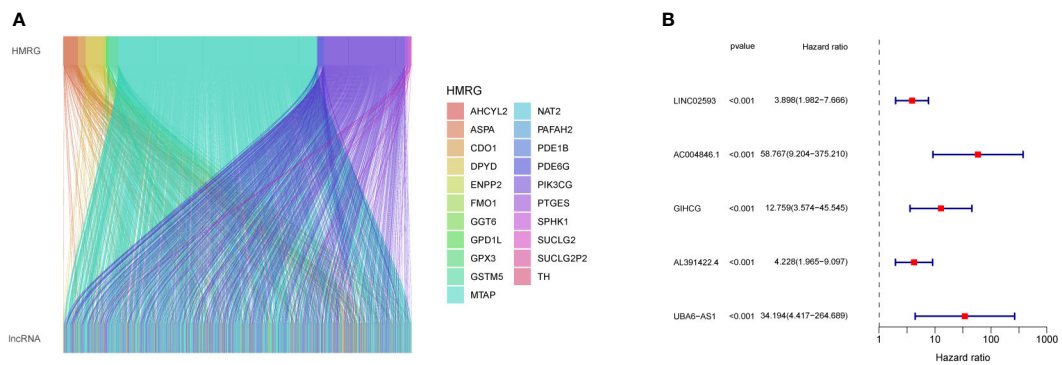 A
HMRG
lncRNA
HMRG
AHCYL2
ASPA
CDO1
DPYD
ENPP2
FMO1
GGT6
GPD1L
GPX3
GSTM5
MTAP
NAT2
PAFAH2
PDE1B
PDE6G
PIK3CG
PTGES
SPHK1
SUCLG2
SUCLG2P2
TH
B
pvalue Hazard ratio
LINC02593 <0.001 3.898(1.982−7.666)
AC004846.1 <0.001 58.767(9.204−375.210)
GIHCG <0.001 12.759(3.574−45.545)
AL391422.4 <0.001 4.228(1.965−9.097)
UBA6−AS1 <0.001 34.194(4.417−264.689)
1 10 100 1000
Hazard ratio